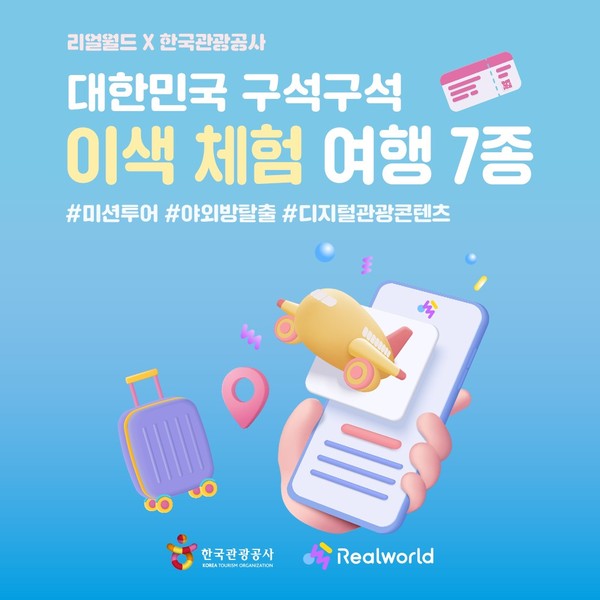 리얼월드 X 한국관광공사
대한민국 구석구석
이색 체험 여행 7종
#미션투어 #야외방탈출 #디지털관광콘텐츠
한국관광공사
KOREA TOURISM ORGANIZATION
Realworld